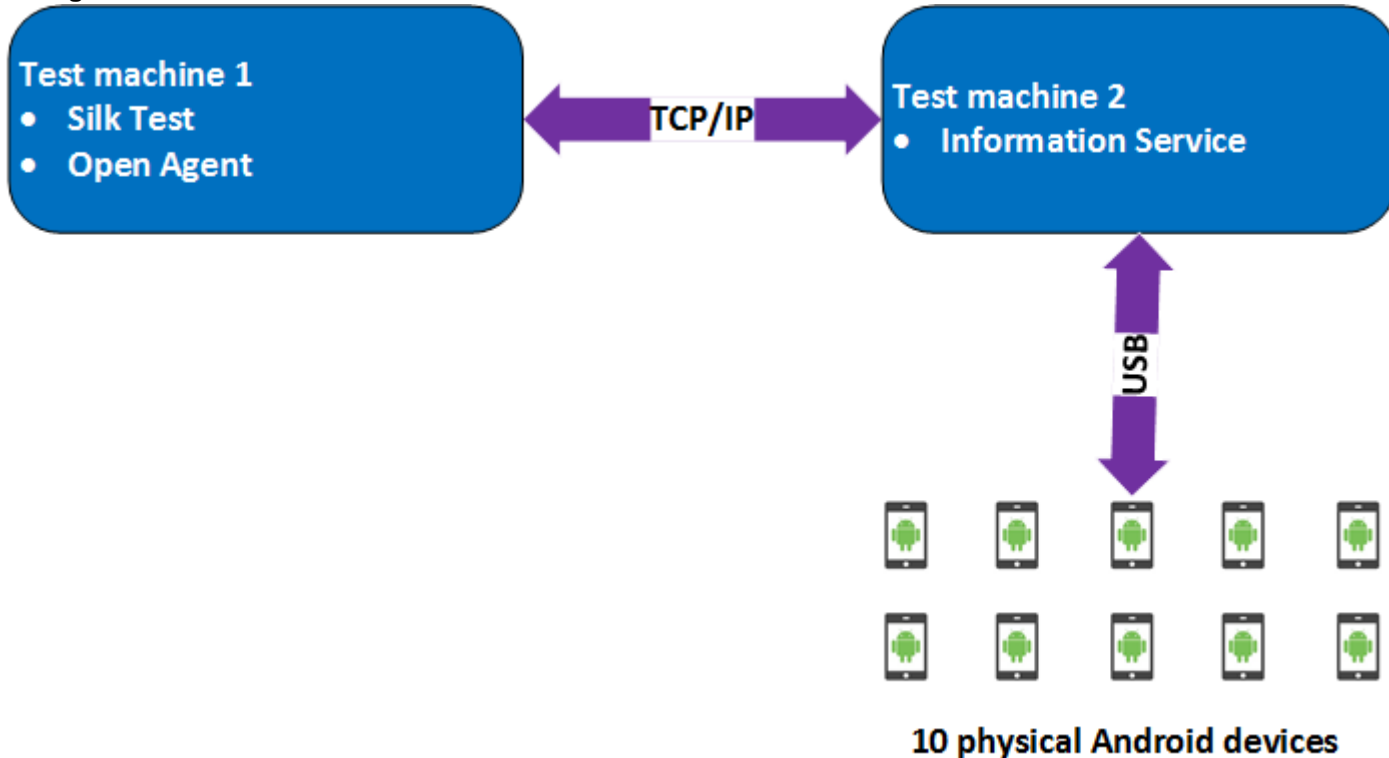 Test machine 1
• Silk Test
• Open Agent
TCP/IP
Test machine 2
• Information Service
USB
10 physical Android devices